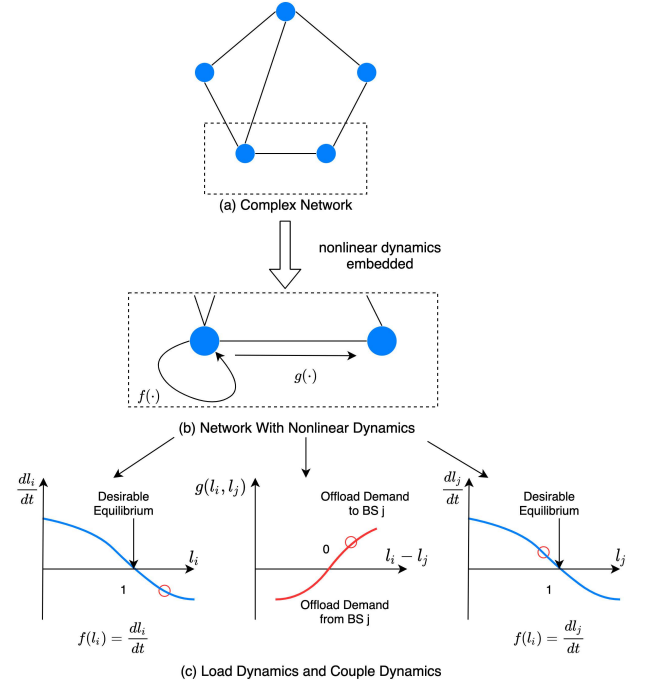 (a) Complex Network
nonlinear dynamics
embedded
g(·)
f(·)
(b) Network With Nonlinear Dynamics
dl_i/dt
Desirable
Equilibrium
l_i
1
f(l_i) = dl_i/dt
g(l_i, l_j)
Offload Demand
to BS j
0
l_i − l_j
Offload Demand
from BS j
dl_j/dt
Desirable
Equilibrium
l_j
1
f(l_i) = dl_j/dt
(c) Load Dynamics and Couple Dynamics